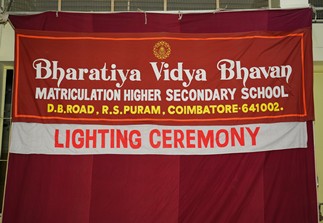 Bharatiya Vidya Bhavan
MATRICULATION HIGHER SECONDARY SCHOOL
D.B.ROAD, R.S.PURAM, COIMBATORE-641002.
LIGHTING CEREMONY